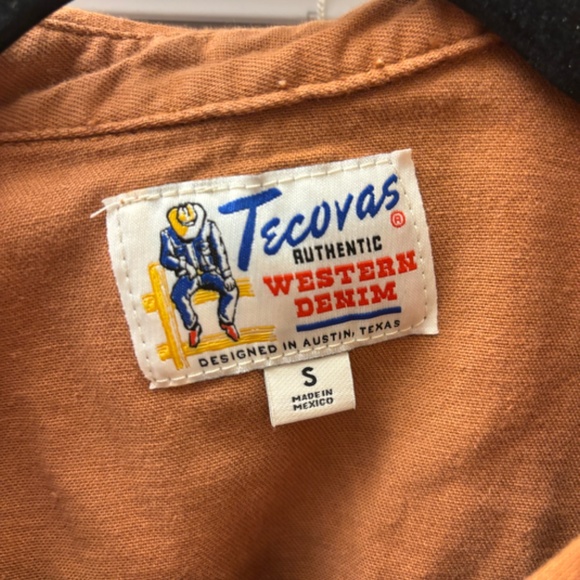 Tecovas®
AUTHENTIC
WESTERN
DENIM
DESIGNED IN AUSTIN, TEXAS
S
MADE IN
MEXICO